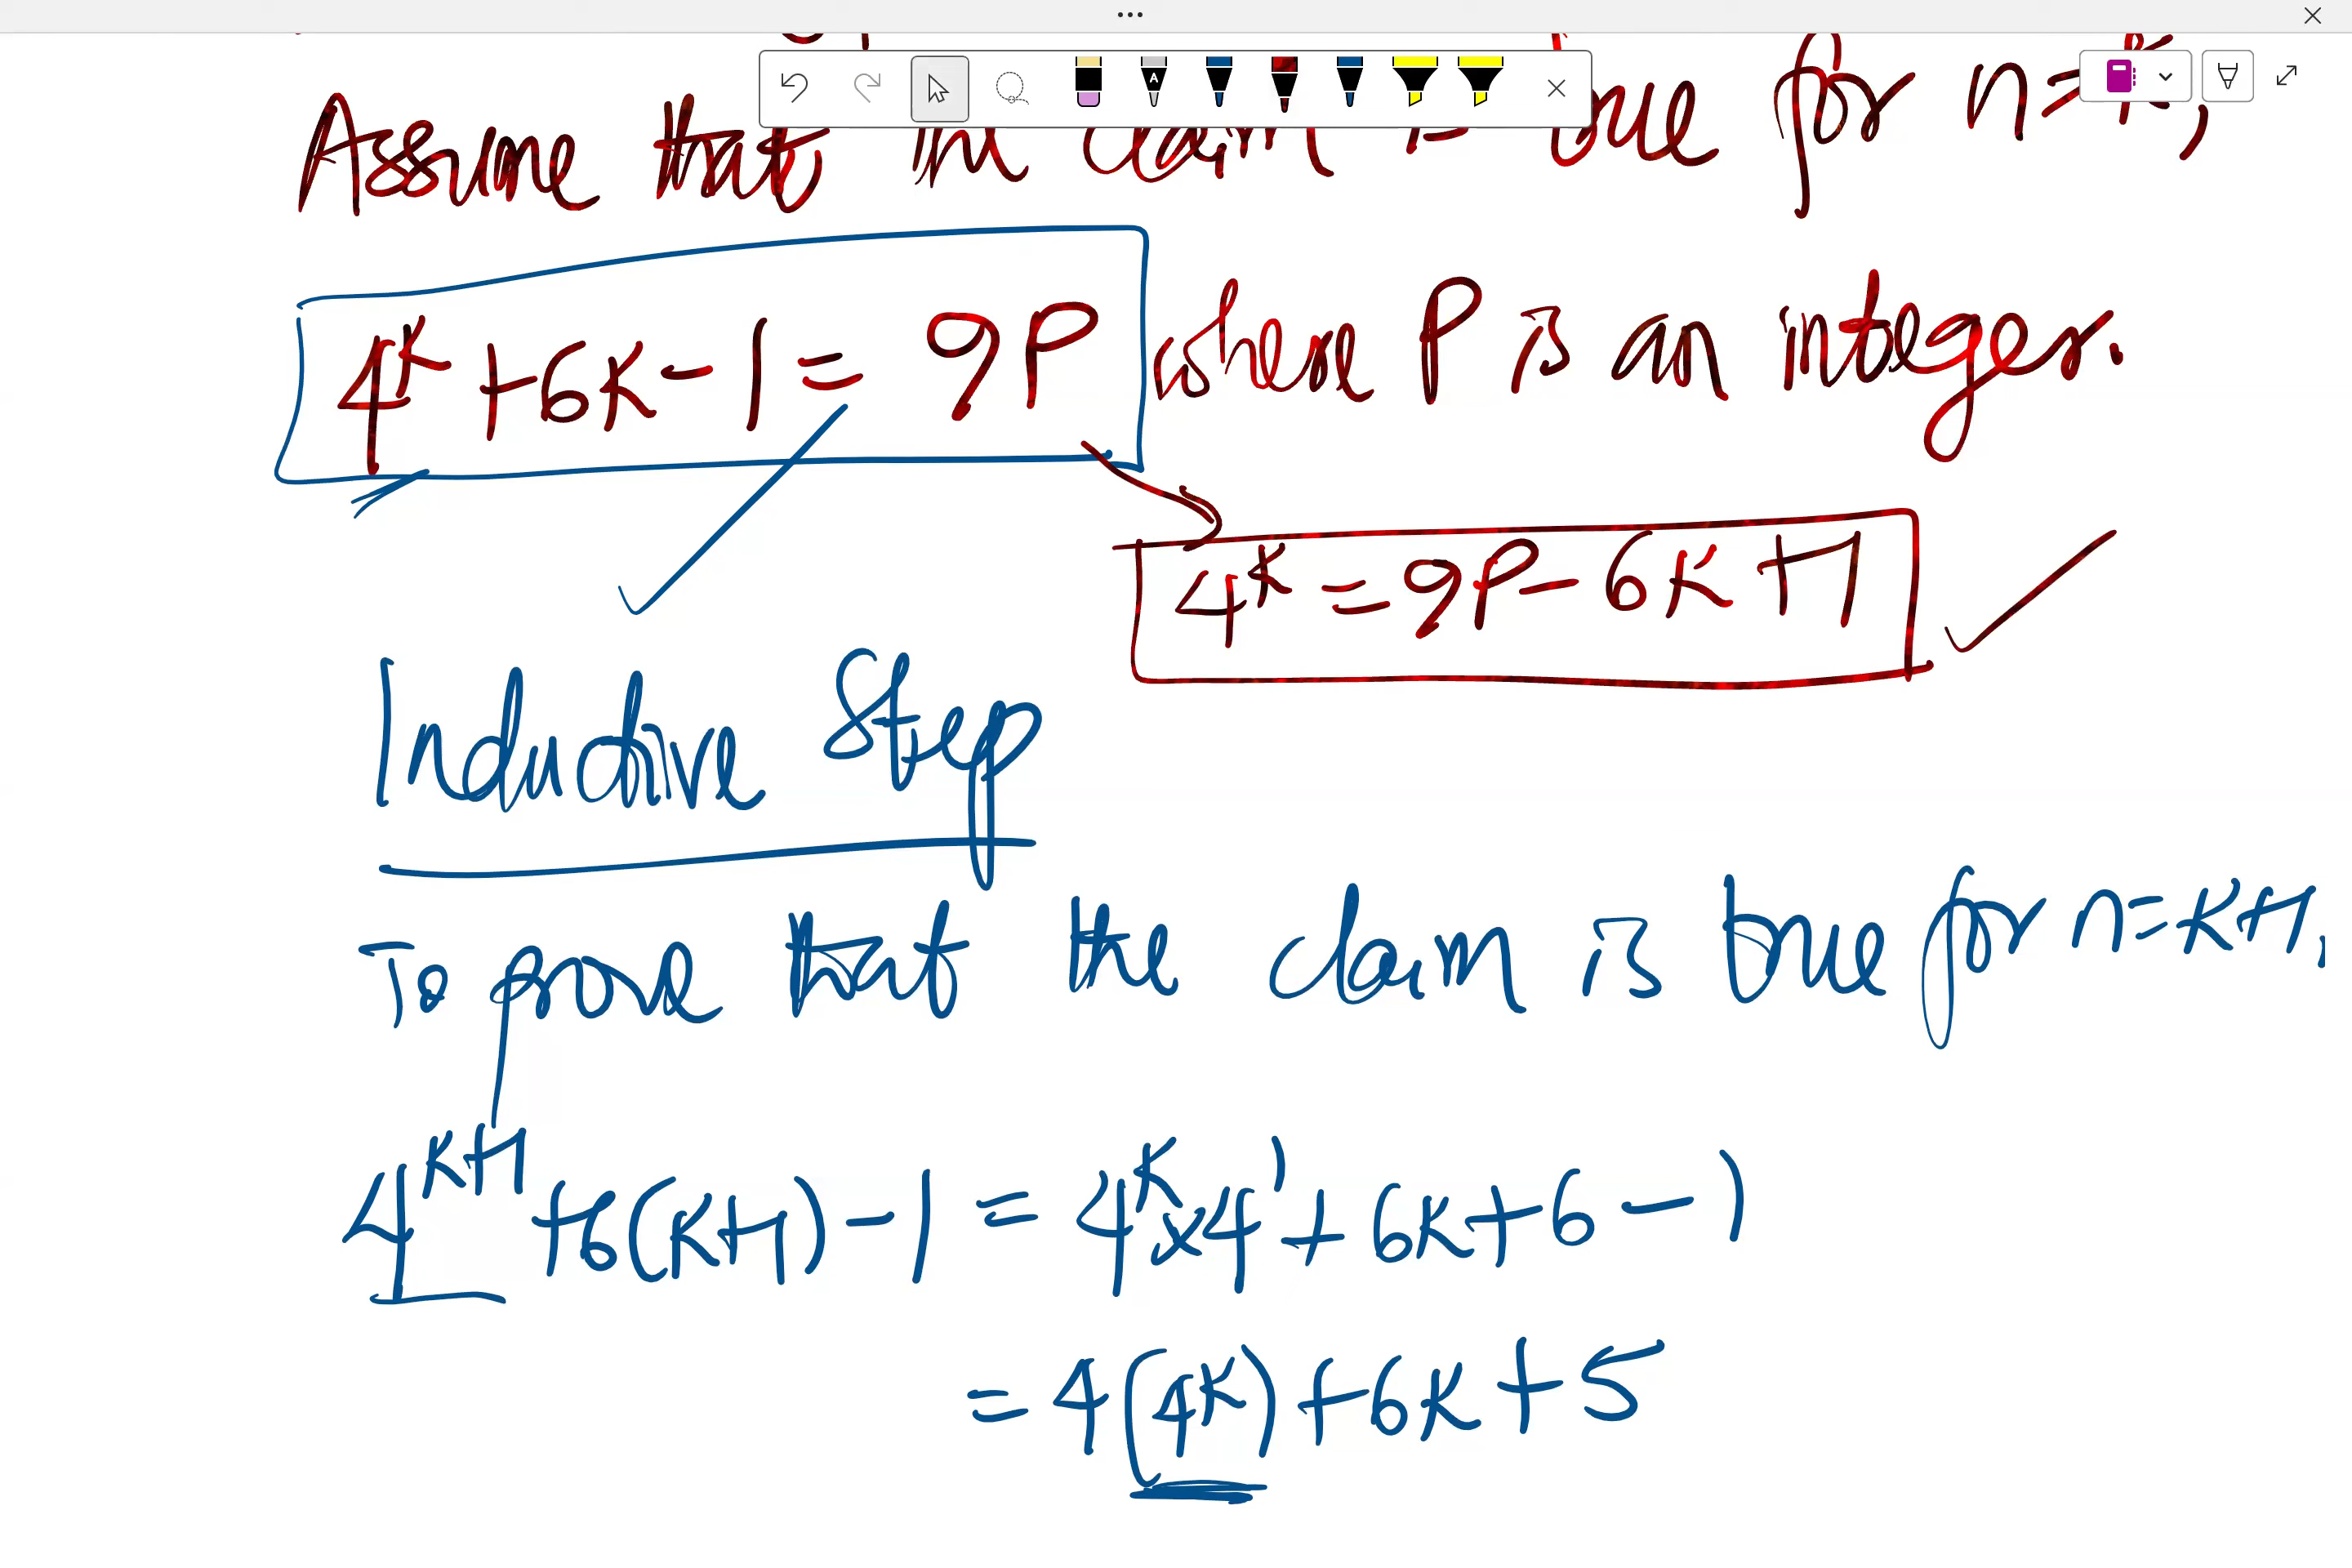 Assume that the claim is true for n=k,
4^k +6k-1 = 9P where P is an integer.
4^k = 9P-6k+1
Inductive Step
To prove that the claim is true for n=k+1,
4^{k+1} +6(k+1)-1 = 4^k×4^1+6k+6-1
= 4(4^k)+6k+5